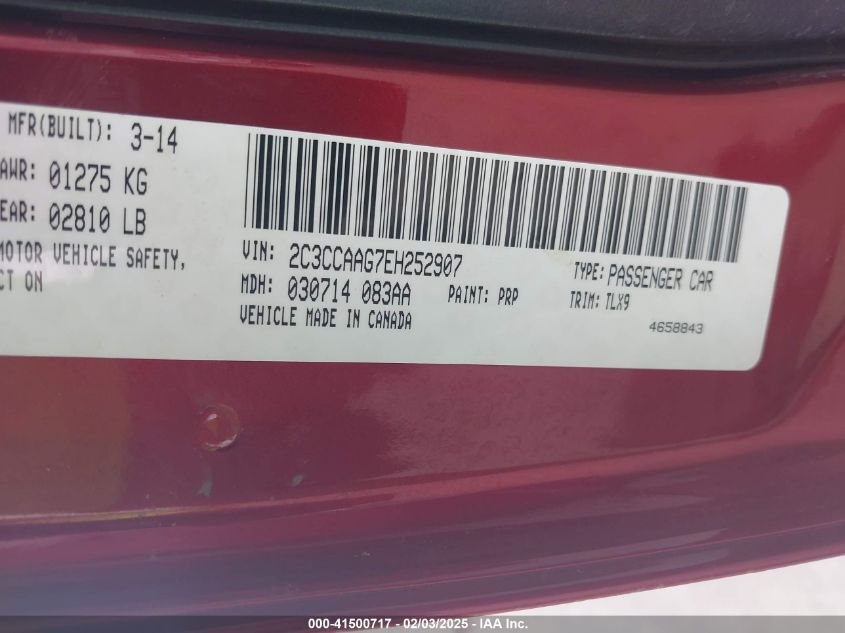 MFR(BUILT): 3-14
AWR: 01275 KG
EAR: 02810 LB
MOTOR VEHICLE SAFETY,
CT ON
VIN: 2C3CCAAG7EH252907
MDH: 030714 083AA PAINT: PRP
VEHICLE MADE IN CANADA
TYPE: PASSENGER CAR
TRIM: TLX9
4658843
000-41500717 - 02/03/2025 - © IAA Inc.